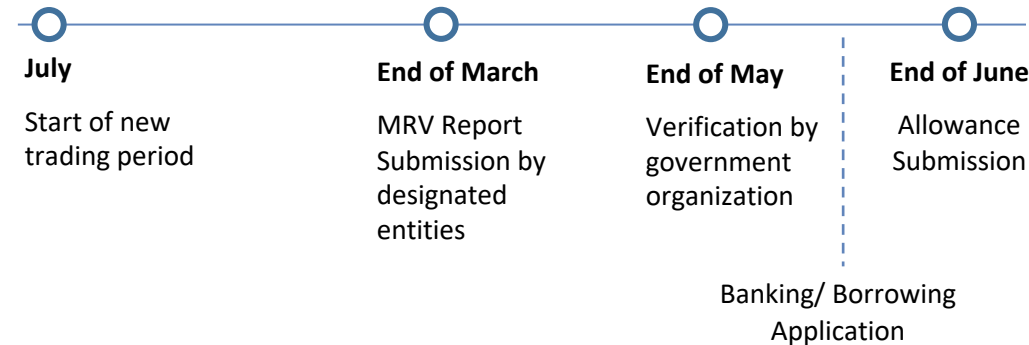 July
Start of new
trading period
End of March
MRV Report
Submission by
designated
entities
End of May
Verification by
government
organization
End of June
Allowance
Submission
Banking/ Borrowing
Application